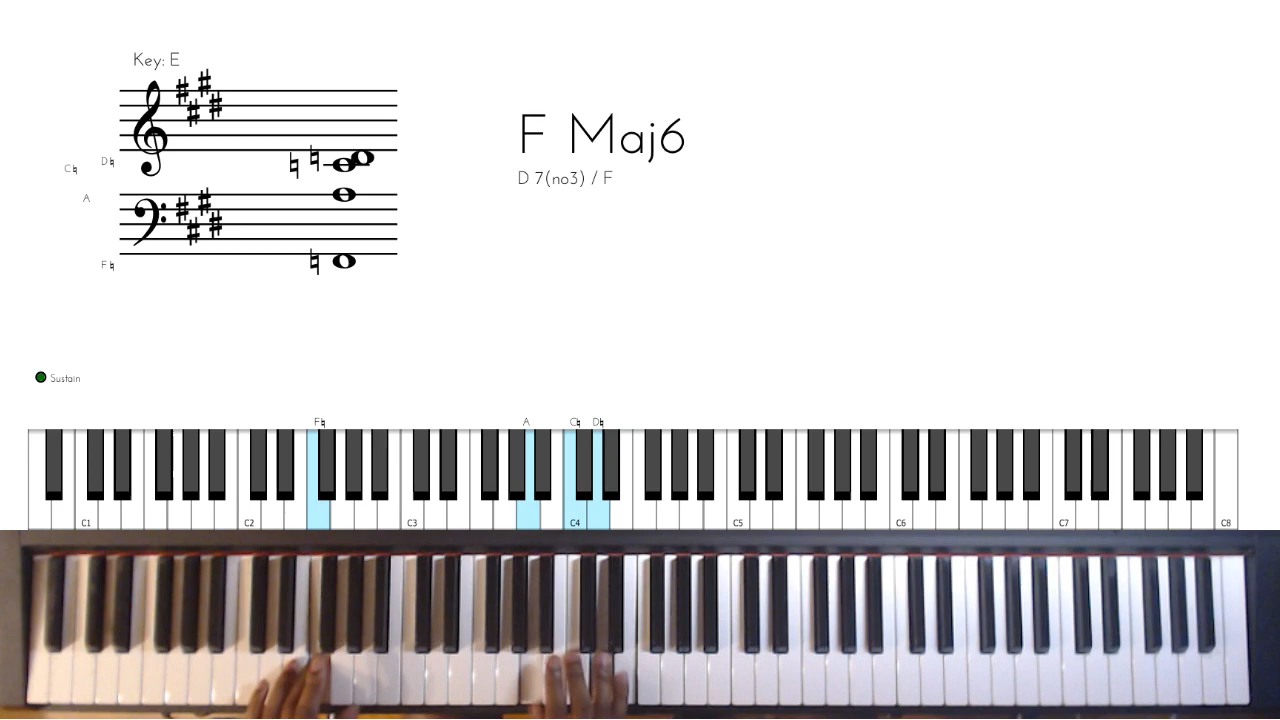 Key: E
F Maj6
D 7(no3) / F
D♮
C♮
A
F♮
Sustain
F♮ A C♮ D♮
C1 C2 C3 C4 C5 C6 C7 C8